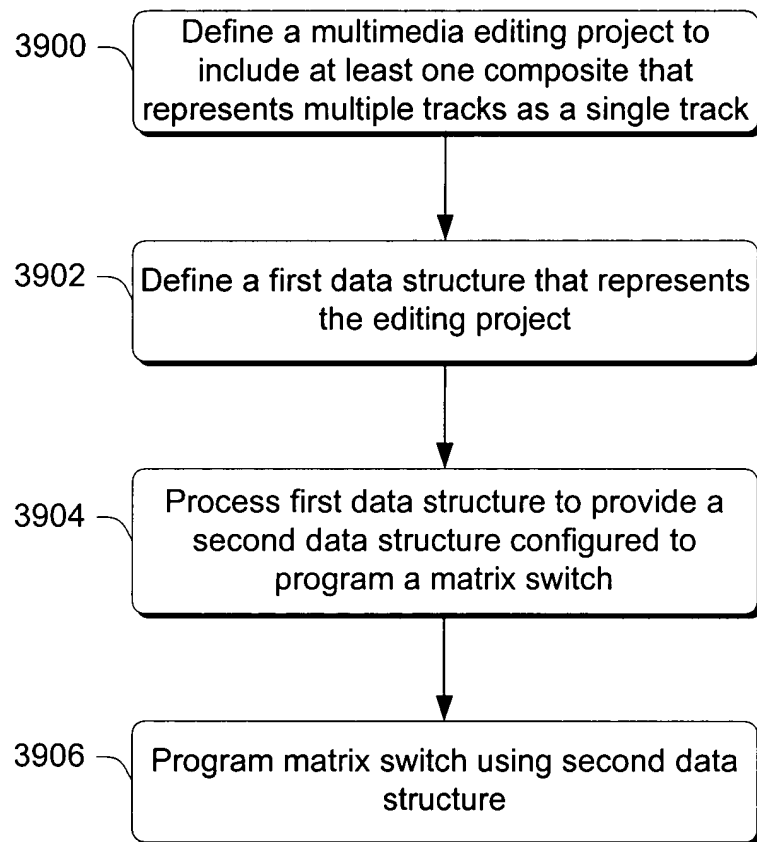 3900
Define a multimedia editing project to
include at least one composite that
represents multiple tracks as a single track
3902
Define a first data structure that represents
the editing project
3904
Process first data structure to provide a
second data structure configured to
program a matrix switch
3906
Program matrix switch using second data
structure